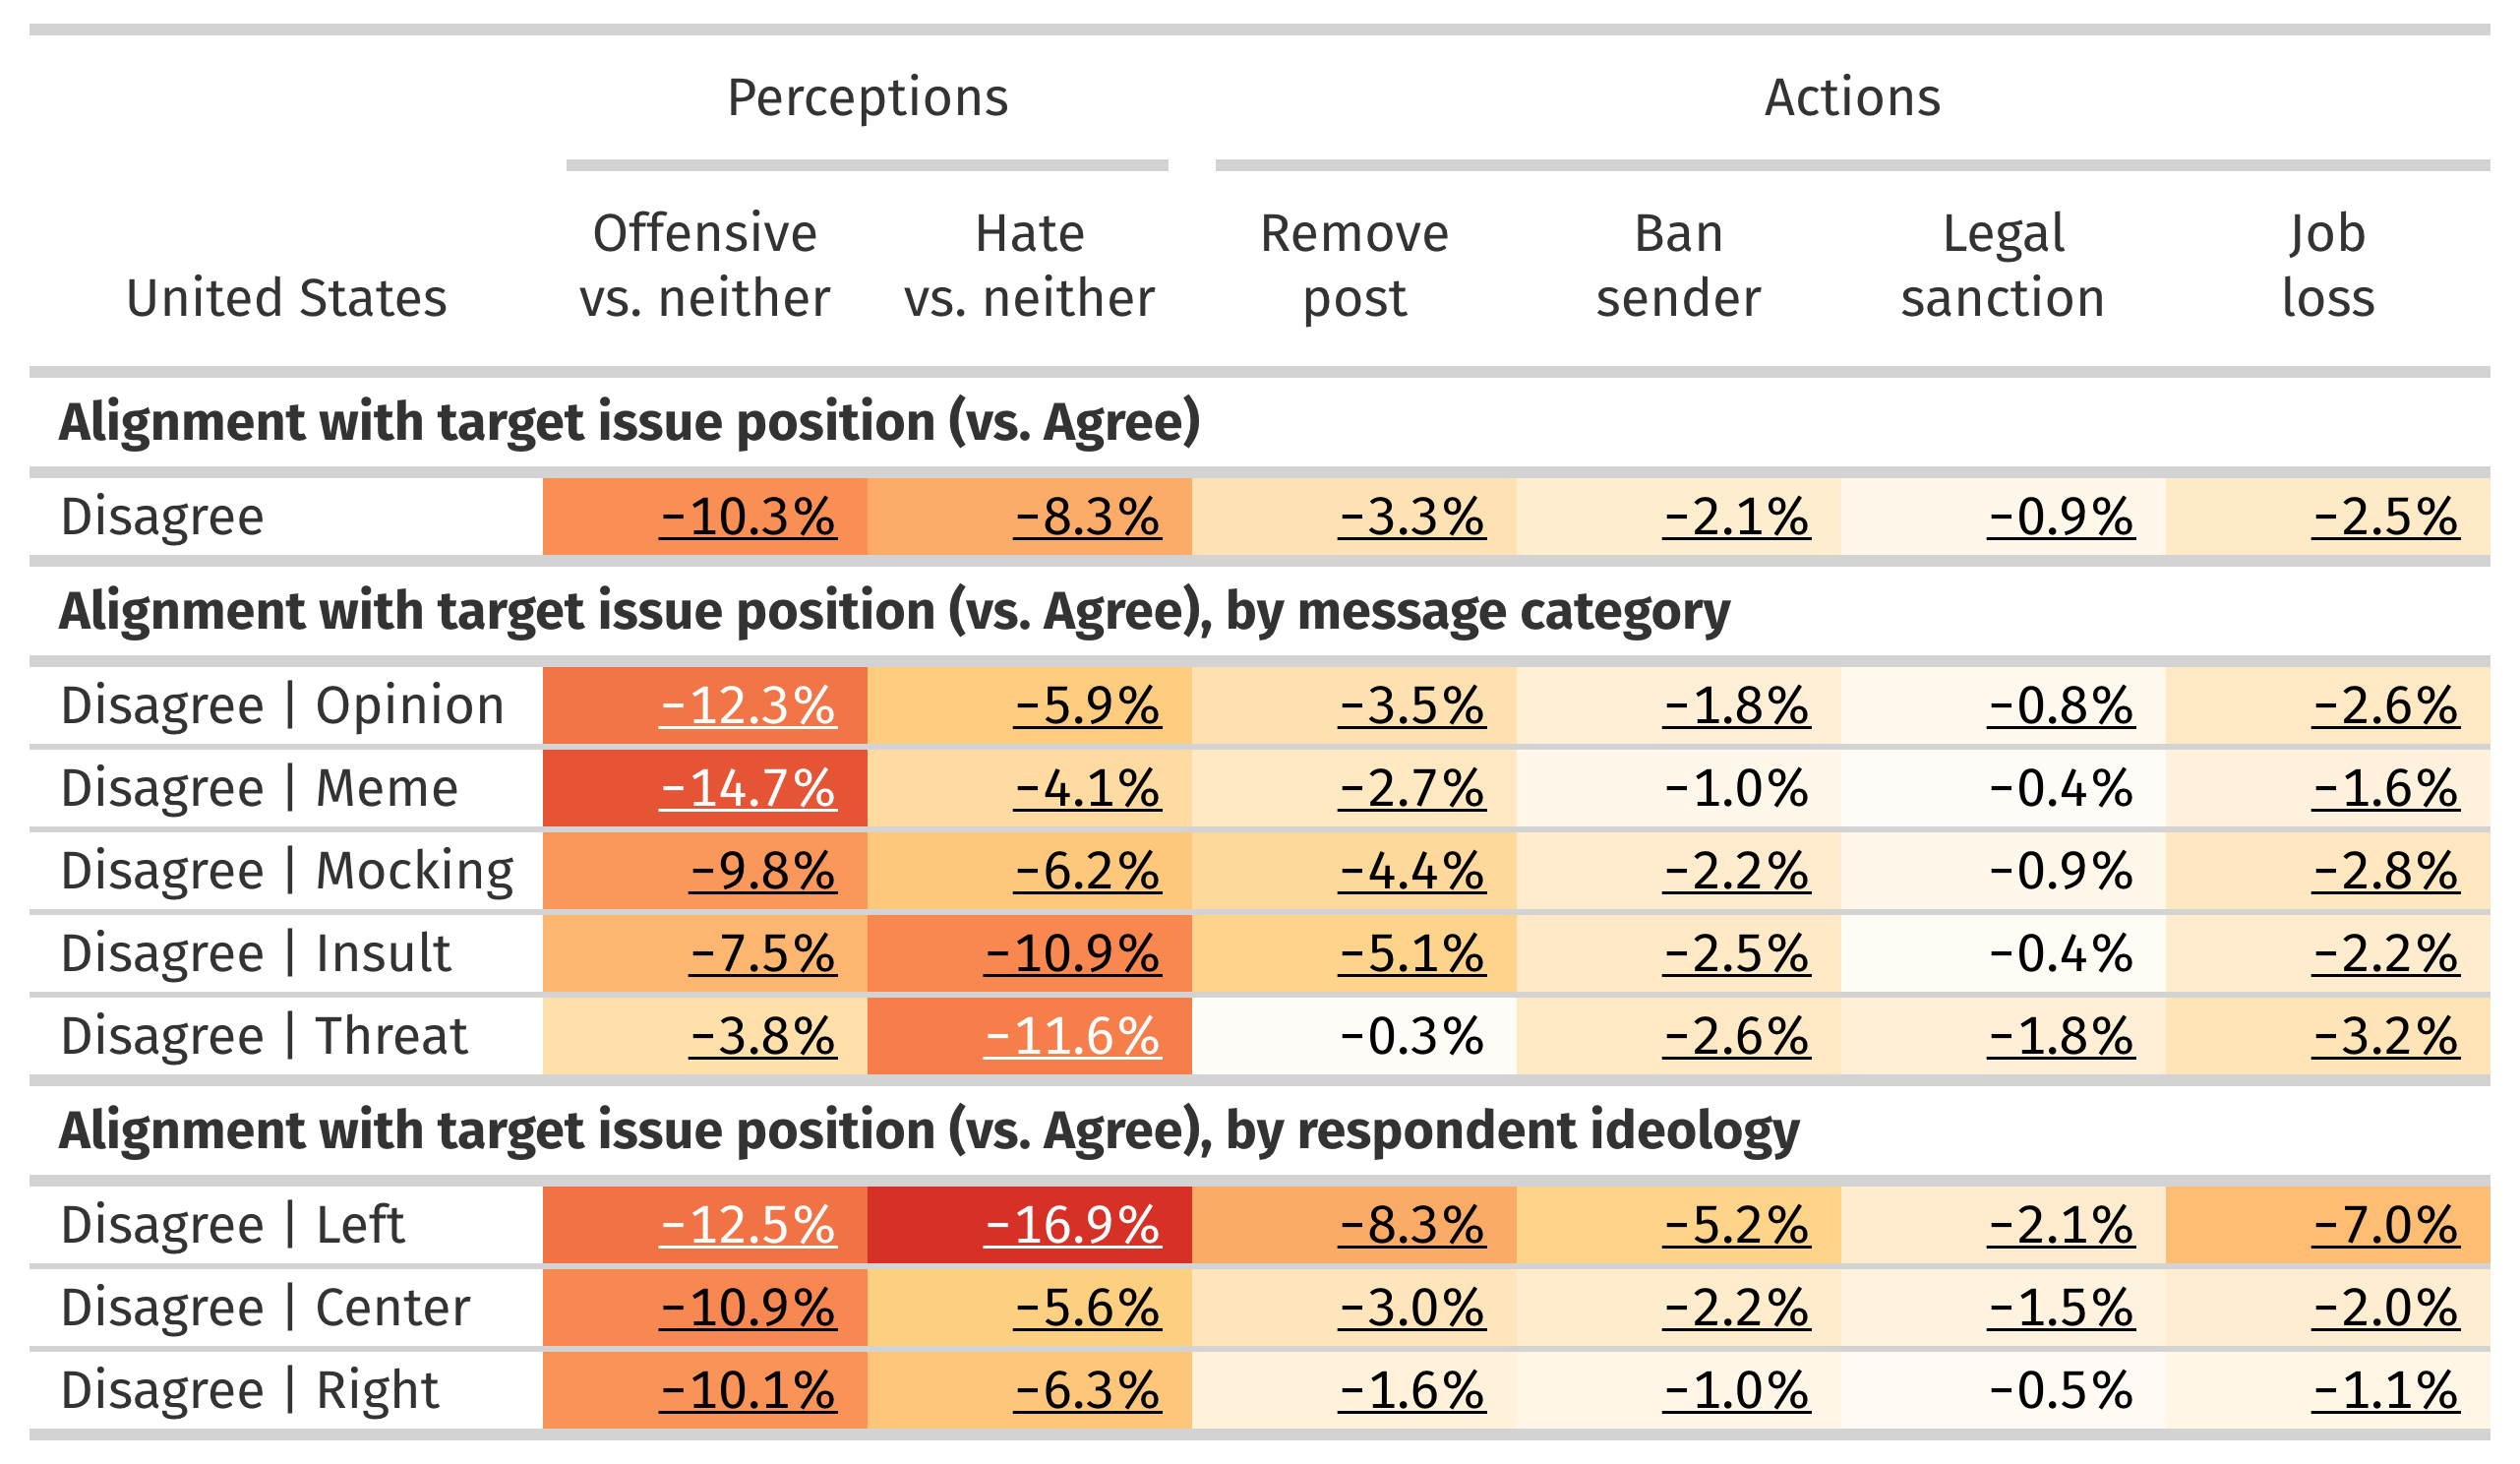 Perceptions Actions
Offensive Hate Remove Ban Legal Job
United States vs. neither vs. neither post sender sanction loss
Alignment with target issue position (vs. Agree)
Disagree −10.3% −8.3% −3.3% −2.1% −0.9% −2.5%
Alignment with target issue position (vs. Agree), by message category
Disagree | Opinion −12.3% −5.9% −3.5% −1.8% −0.8% −2.6%
Disagree | Meme −14.7% −4.1% −2.7% −1.0% −0.4% −1.6%
Disagree | Mocking −9.8% −6.2% −4.4% −2.2% −0.9% −2.8%
Disagree | Insult −7.5% −10.9% −5.1% −2.5% −0.4% −2.2%
Disagree | Threat −3.8% −11.6% −0.3% −2.6% −1.8% −3.2%
Alignment with target issue position (vs. Agree), by respondent ideology
Disagree | Left −12.5% −16.9% −8.3% −5.2% −2.1% −7.0%
Disagree | Center −10.9% −5.6% −3.0% −2.2% −1.5% −2.0%
Disagree | Right −10.1% −6.3% −1.6% −1.0% −0.5% −1.1%